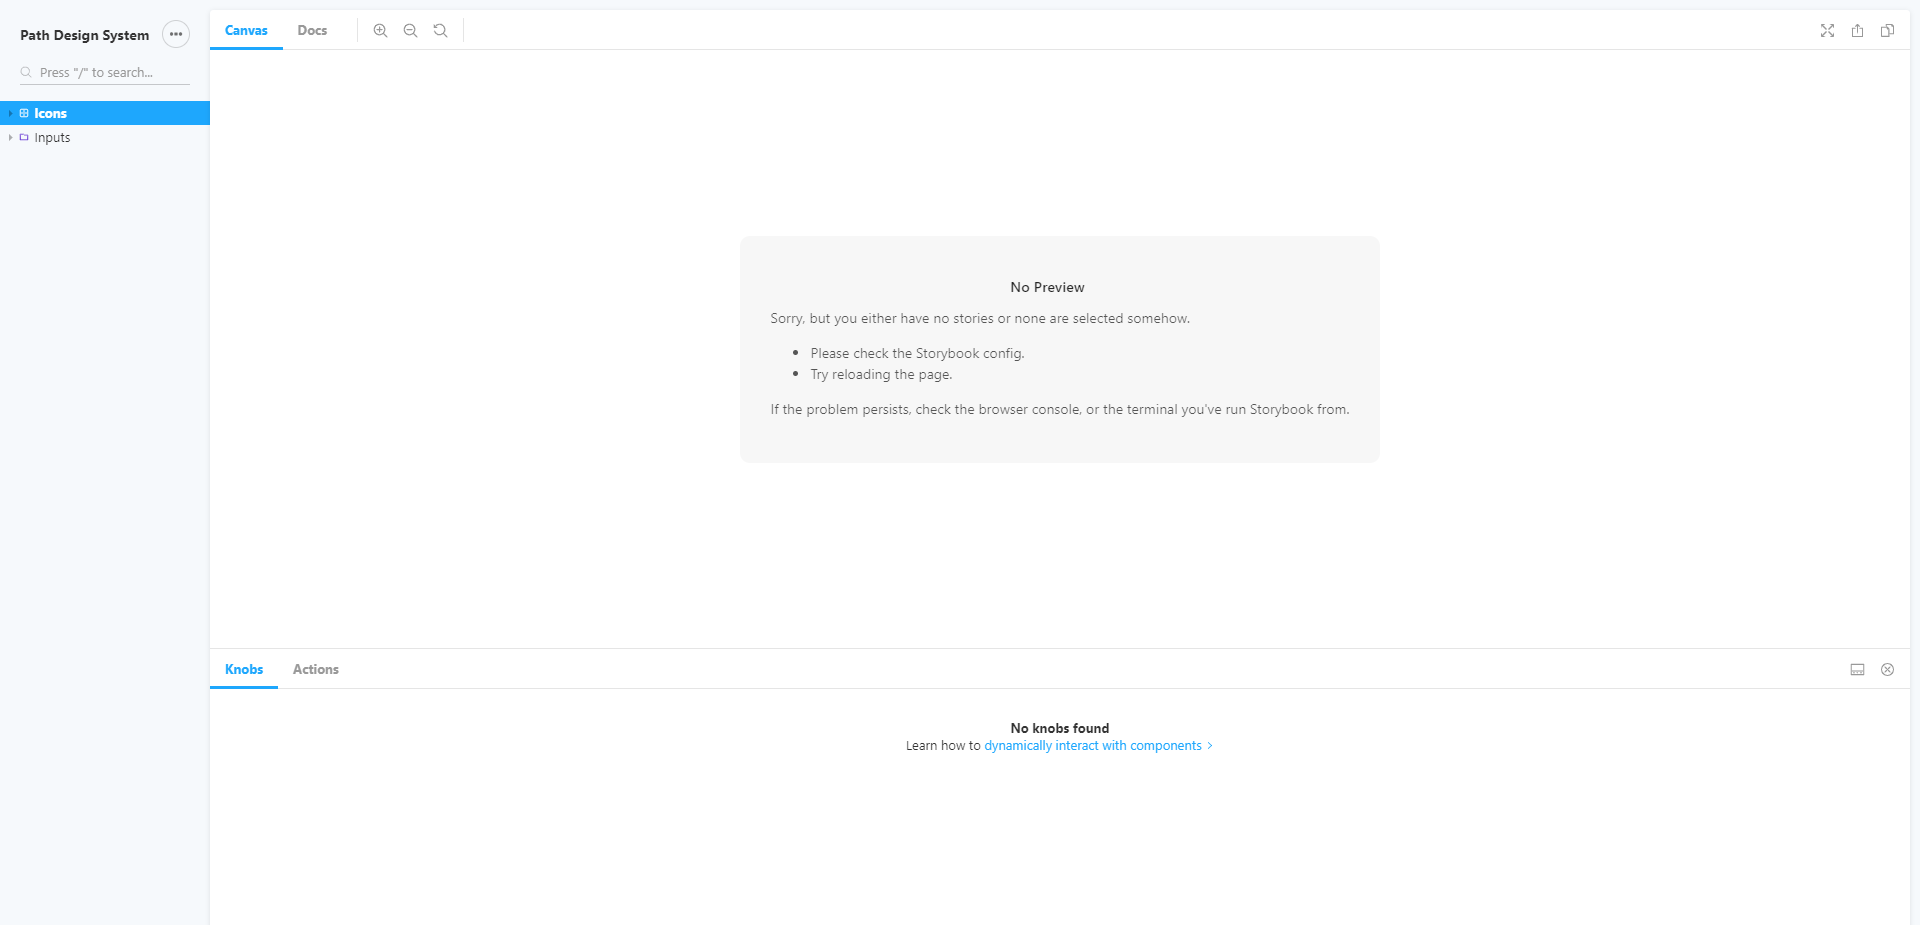 Path Design System
Press "/" to search...
Icons
Inputs
Canvas
Docs
No Preview
Sorry, but you either have no stories or none are selected somehow.
Please check the Storybook config.
Try reloading the page.
If the problem persists, check the browser console, or the terminal you've run Storybook from.
Knobs
Actions
No knobs found
Learn how to dynamically interact with components